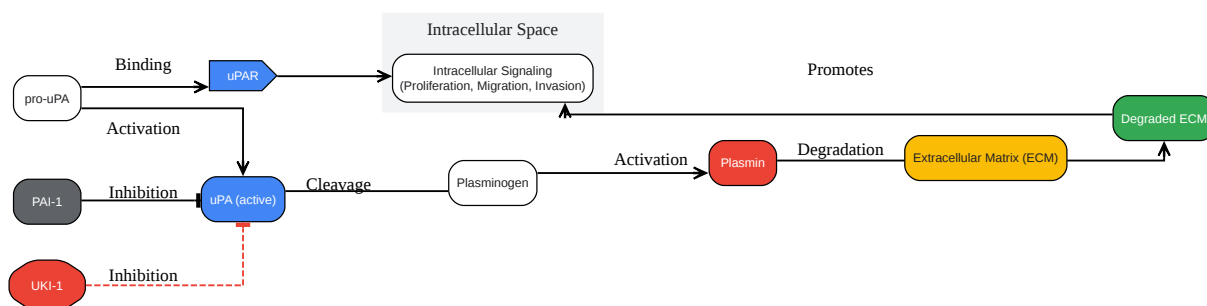 Intracellular Space
Binding
uPAR
Intracellular Signaling
(Proliferation, Migration, Invasion)
Promotes
pro-uPA
Activation
Degraded ECM
Activation
Plasmin
Degradation
Extracellular Matrix (ECM)
PAI-1
Inhibition
uPA (active)
Cleavage
Plasminogen
UKI-1
Inhibition